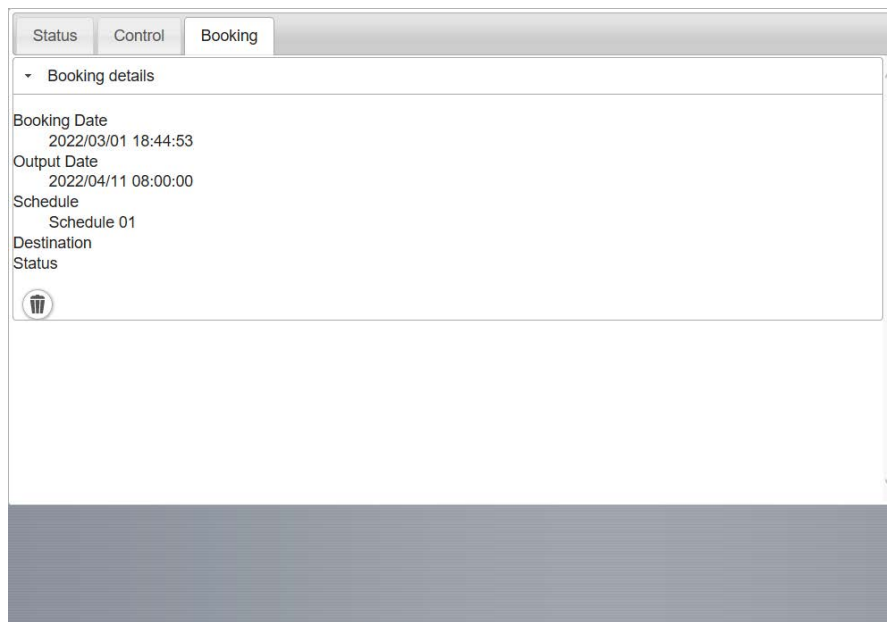 Status Control Booking
Booking details
Booking Date
2022/03/01 18:44:53
Output Date
2022/04/11 08:00:00
Schedule
Schedule 01
Destination
Status